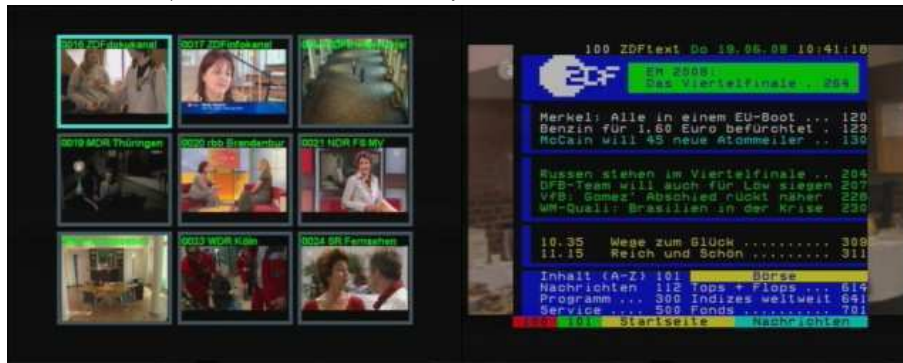 0016 ZDFdokukanal
0017 ZDFinfokanal
0019 MDR Thüringen
0020 rbb Brandenbur
0021 NDR FS MV
0023 WDR Köln
0024 SR Fernsehen
100 ZDFtext Do 19.06.08 10:41:18
ZDF
EM 2008:
Das Viertelfinale . 264
Merkel: Alle in einem EU-Boot ... 120
Benzin für 1,60 Euro befürchtet . 123
McCain will 45 neue Atommeiler .. 130
Russen stehen im Viertelfinale .. 204
DFB-Team will auch für Löw siegen 207
VfB: Gomez' Abschied rückt näher 228
WM-Quali: Brasilien in der Krise 230
10.35 Wege zum Glück .......... 308
11.15 Reich und Schön .......... 311
Inhalt (A-Z) 101 Börse
Nachrichten 112 Tops + Flops ... 614
Programm ... 300 Indizes weltweit 641
Service .... 500 Fonds .......... 701
101 Startseite Nachrichten